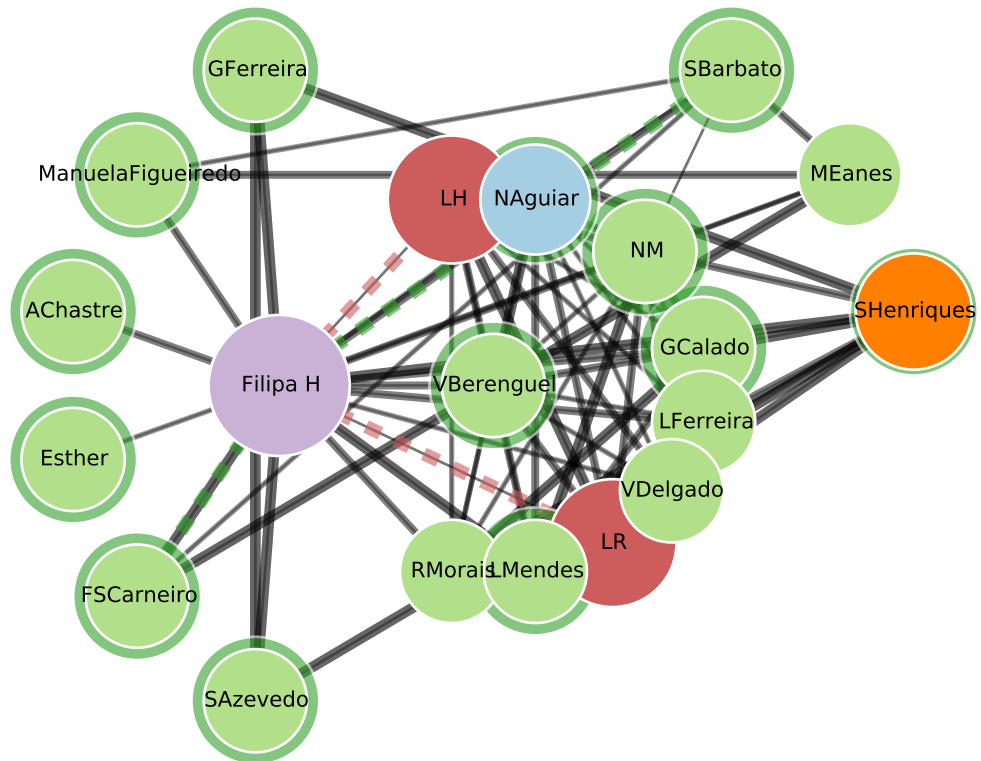 GFerreira
SBarbato
ManuelaFigueiredo
MEanes
LH
NAguiar
NM
AChastre
SHenriques
GCalado
Filipa H
VBerenguel
LFerreira
Esther
VDelgado
LR
RMorais
LMendes
FSCarneiro
SAzevedo